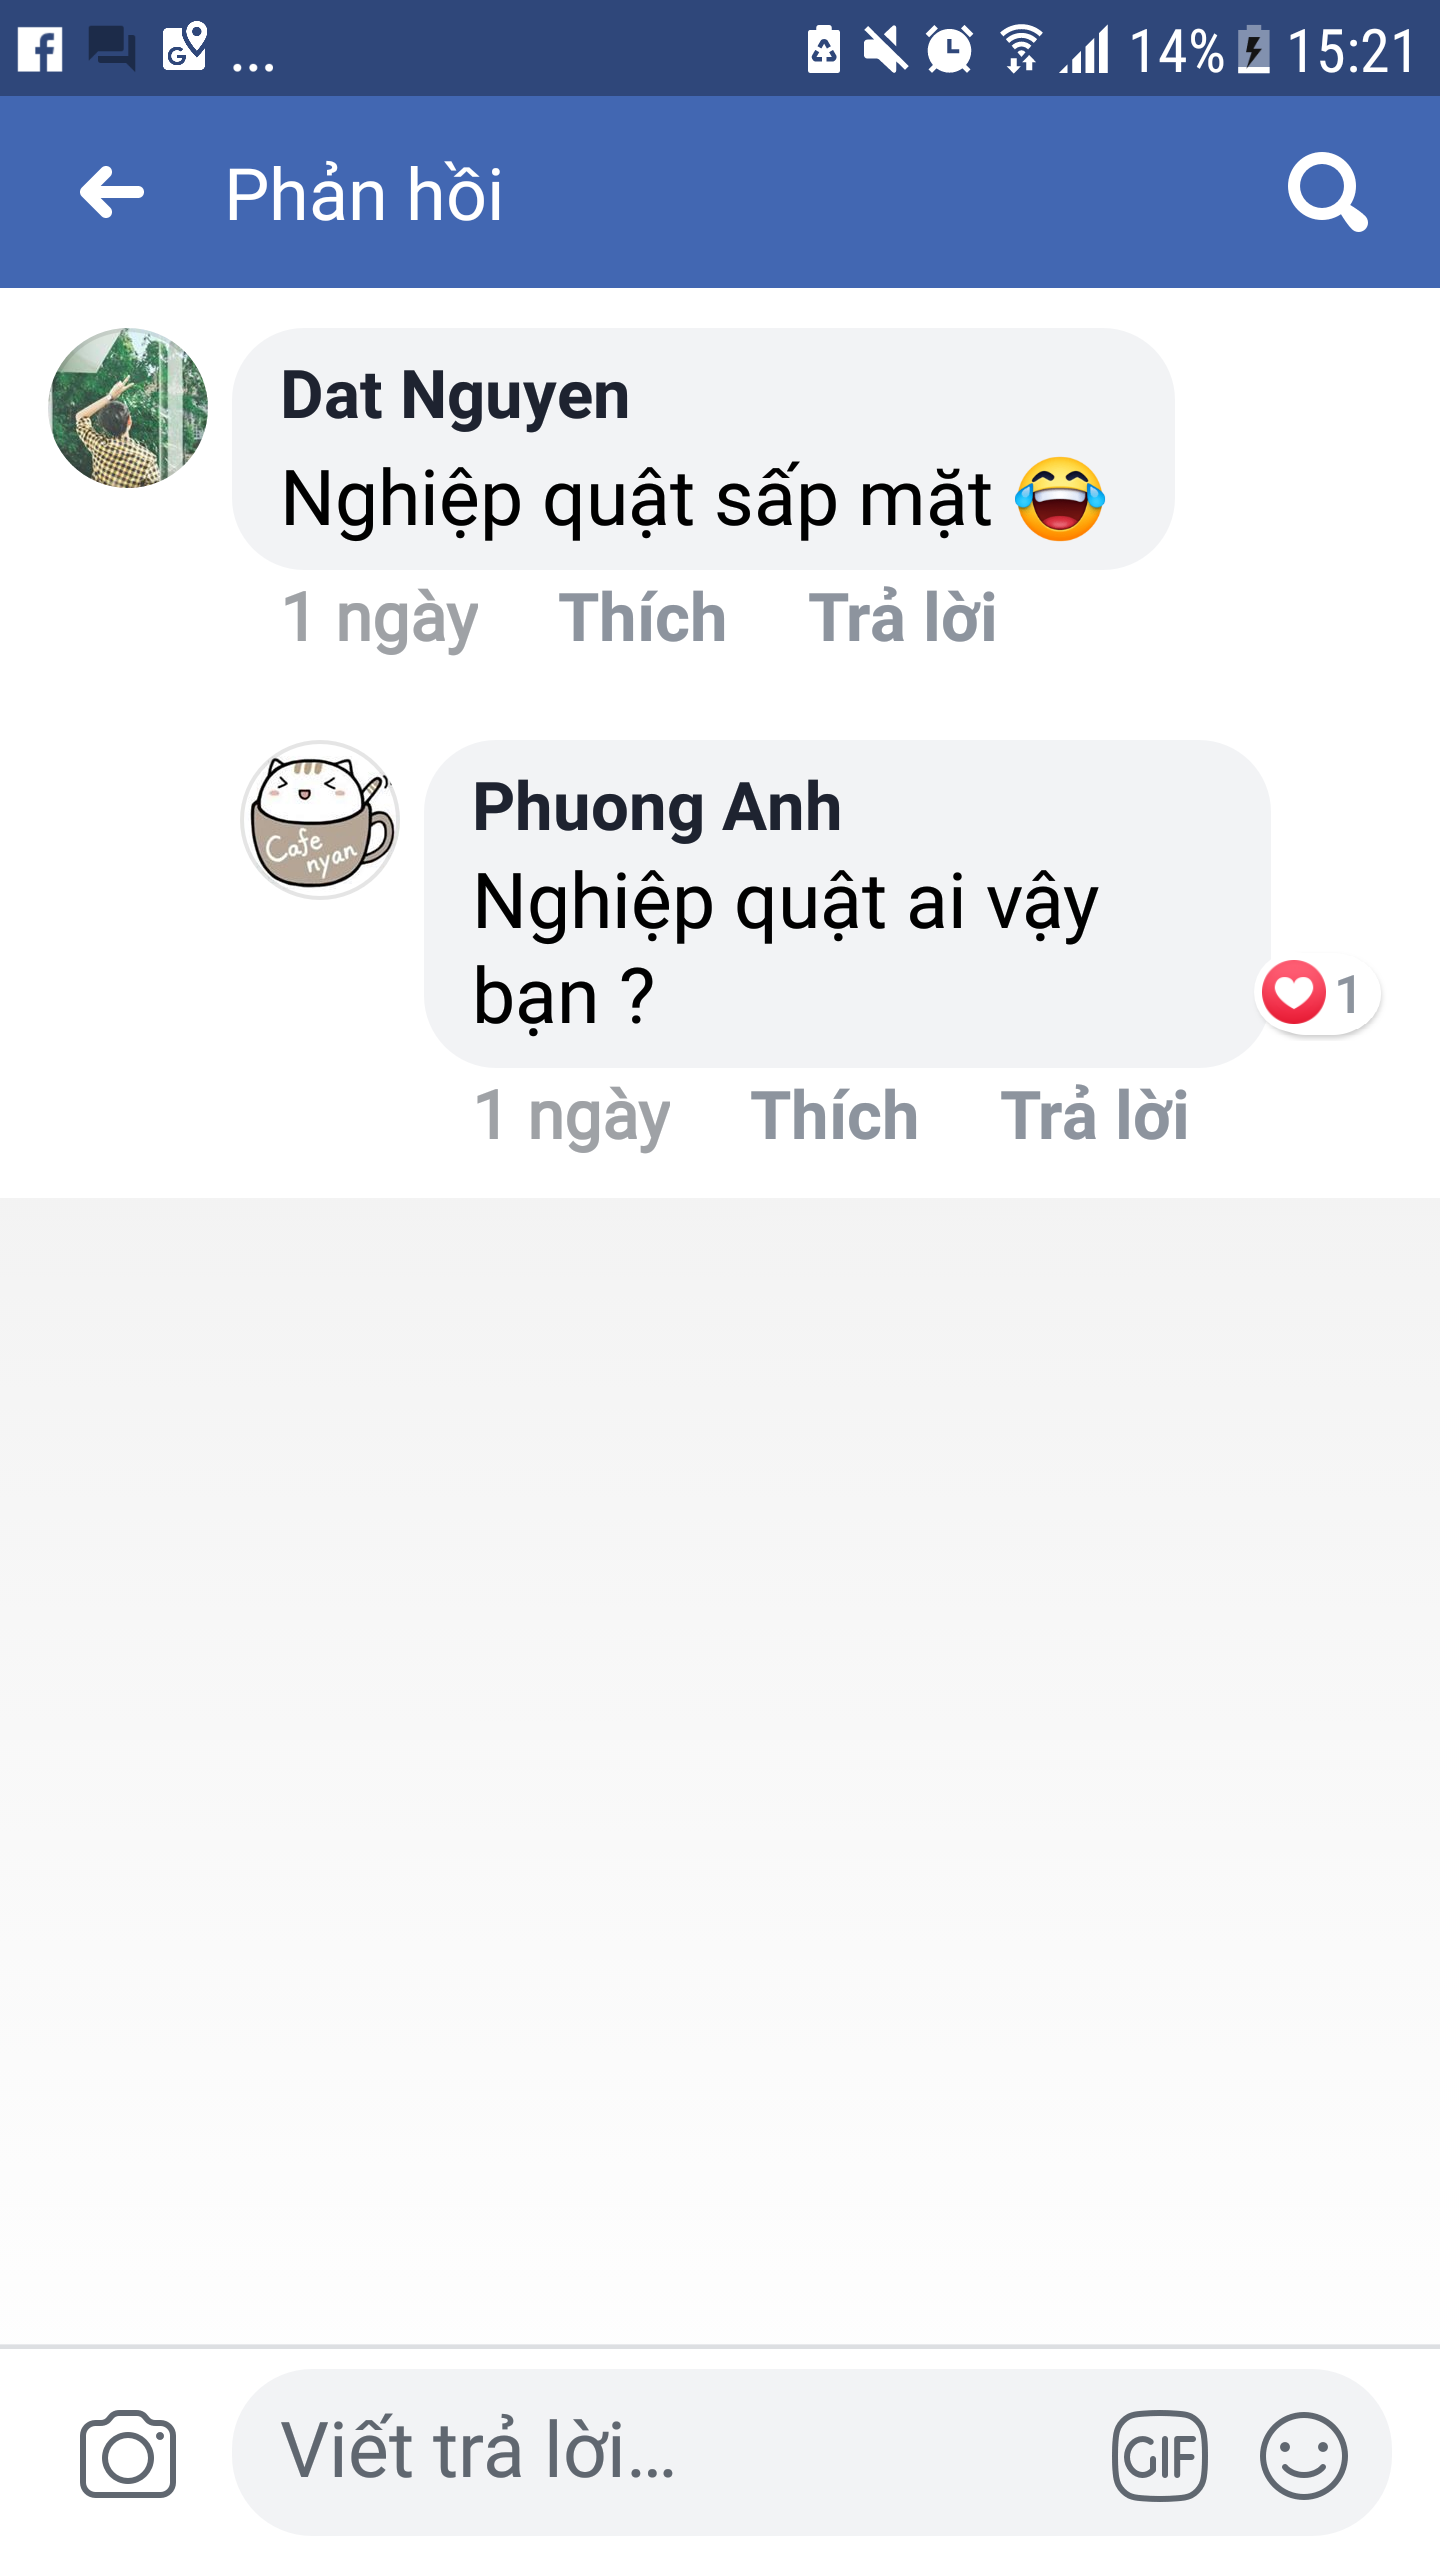 ... 14% 15:21
Phản hồi
Dat Nguyen
Nghiệp quật sấp mặt 😂
1 ngày Thích Trả lời
Cafe
nyan
Phuong Anh
Nghiệp quật ai vậy
bạn ?
1
1 ngày Thích Trả lời
Viết trả lời... GIF